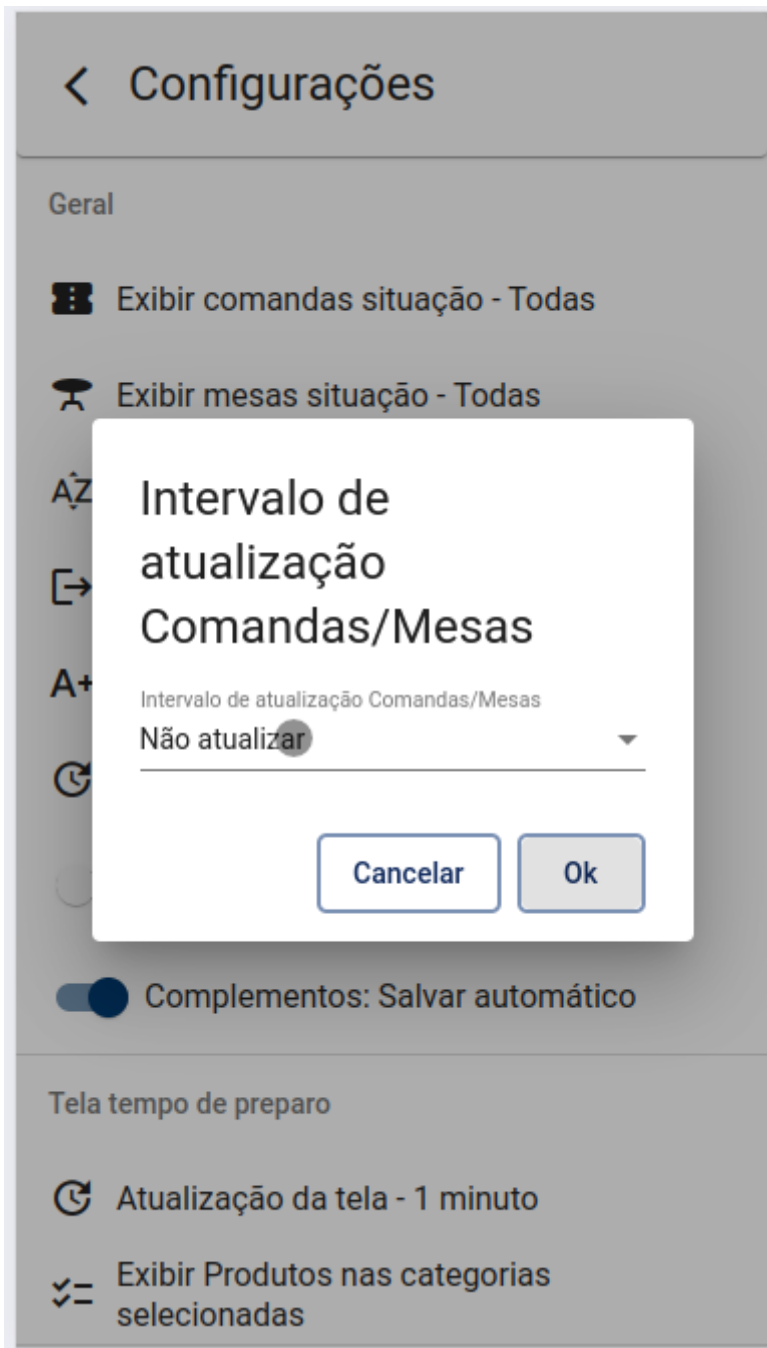 Configurações
Geral
Exibir comandas situação - Todas
Exibir mesas situação - Todas
AZ
A+
Intervalo de
atualização
Comandas/Mesas
Intervalo de atualização Comandas/Mesas
Não atualizar
Cancelar
Ok
Complementos: Salvar automático
Tela tempo de preparo
Atualização da tela - 1 minuto
Exibir Produtos nas categorias
selecionadas